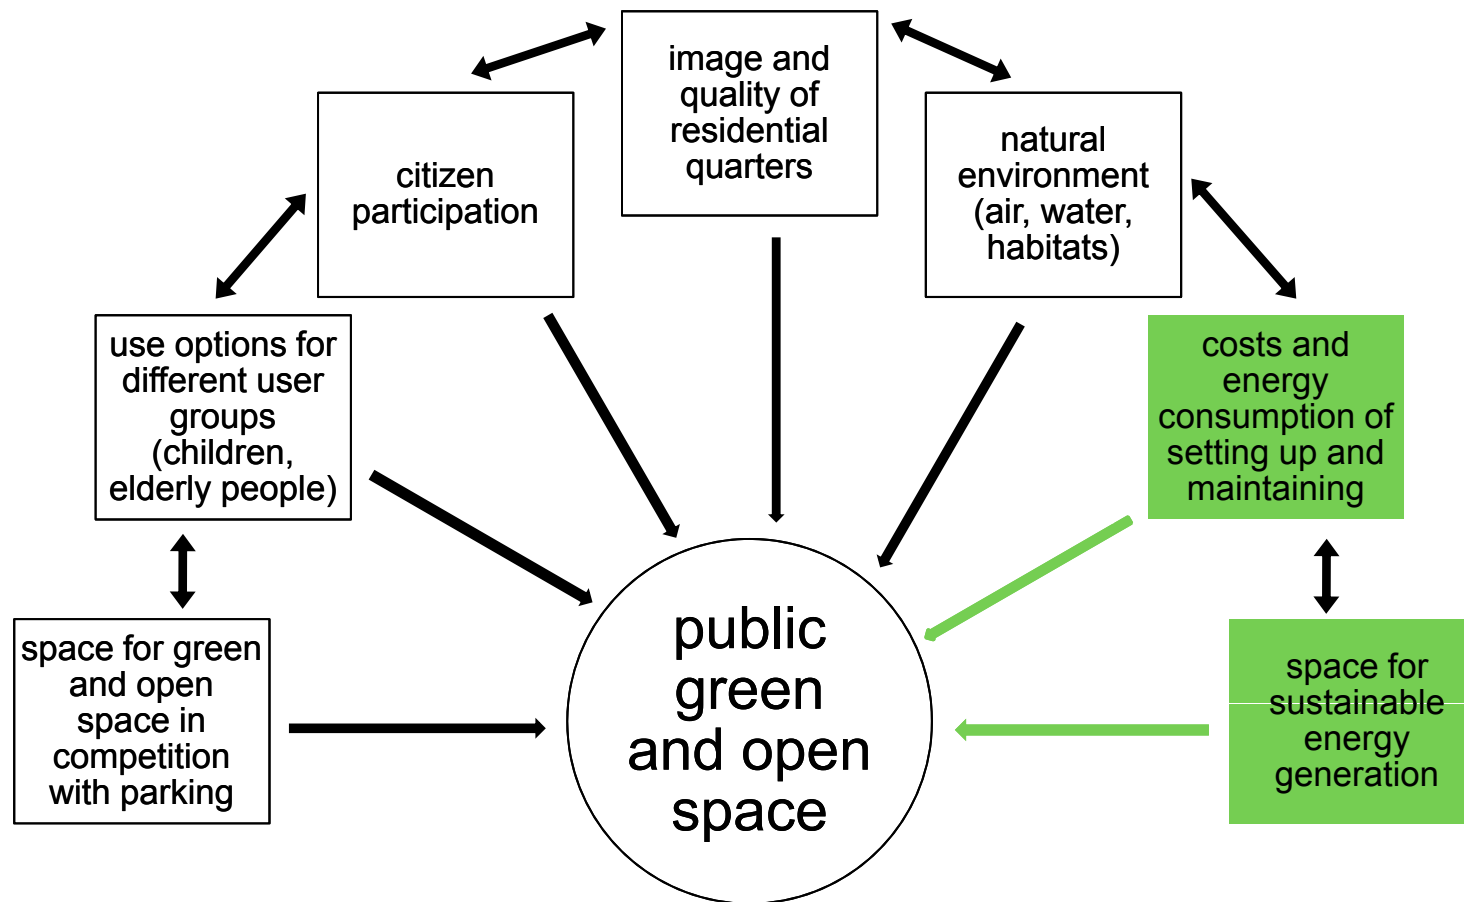 image and
quality of
residential
quarters
citizen
participation
natural
environment
(air, water,
habitats)
use options for
different user
groups
(children,
elderly people)
costs and
energy
consumption of
setting up and
maintaining
space for green
and open
space in
competition
with parking
public
green
and open
space
space for
sustainable
energy
generation